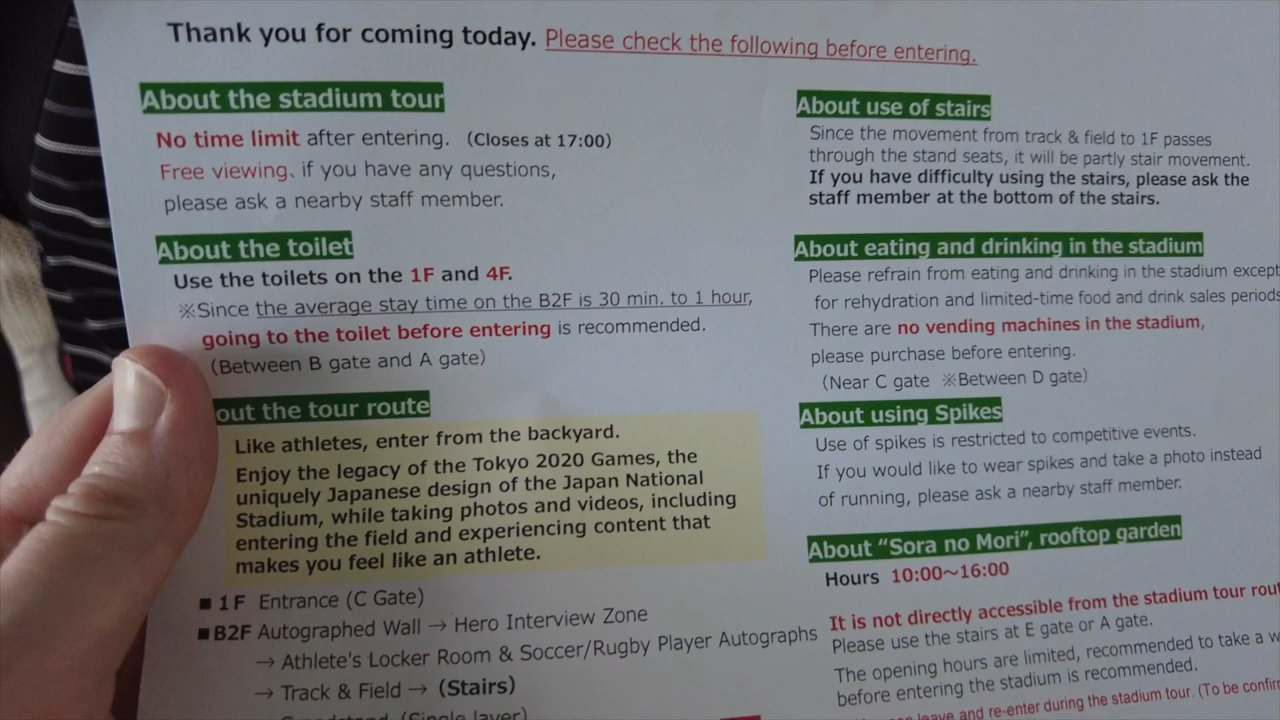 Thank you for coming today. Please check the following before entering.
About the stadium tour
No time limit after entering. (Closes at 17:00)
Free viewing、if you have any questions,
please ask a nearby staff member.
About the toilet
Use the toilets on the 1F and 4F.
※Since the average stay time on the B2F is 30 min. to 1 hour,
going to the toilet before entering is recommended.
(Between B gate and A gate)
out the tour route
Like athletes, enter from the backyard.
Enjoy the legacy of the Tokyo 2020 Games, the
uniquely Japanese design of the Japan National
Stadium, while taking photos and videos, including
entering the field and experiencing content that
makes you feel like an athlete.
■ 1F Entrance (C Gate)
■B2F Autographed Wall → Hero Interview Zone
→ Athlete's Locker Room & Soccer/Rugby Player Autographs
→ Track & Field → (Stairs)
(Single layer)
About use of stairs
Since the movement from track & field to 1F passes
through the stand seats, it will be partly stair movement.
If you have difficulty using the stairs, please ask the
staff member at the bottom of the stairs.
About eating and drinking in the stadium
Please refrain from eating and drinking in the stadium except
for rehydration and limited-time food and drink sales periods
There are no vending machines in the stadium,
please purchase before entering.
(Near C gate ※Between D gate)
About using Spikes
Use of spikes is restricted to competitive events.
If you would like to wear spikes and take a photo instead
of running, please ask a nearby staff member.
About "Sora no Mori", rooftop garden
Hours 10:00～16:00
It is not directly accessible from the stadium tour rou
Please use the stairs at E gate or A gate.
The opening hours are limited, recommended to take a w
before entering the stadium is recommended.
leave and re-enter during the stadium tour. (To be confir